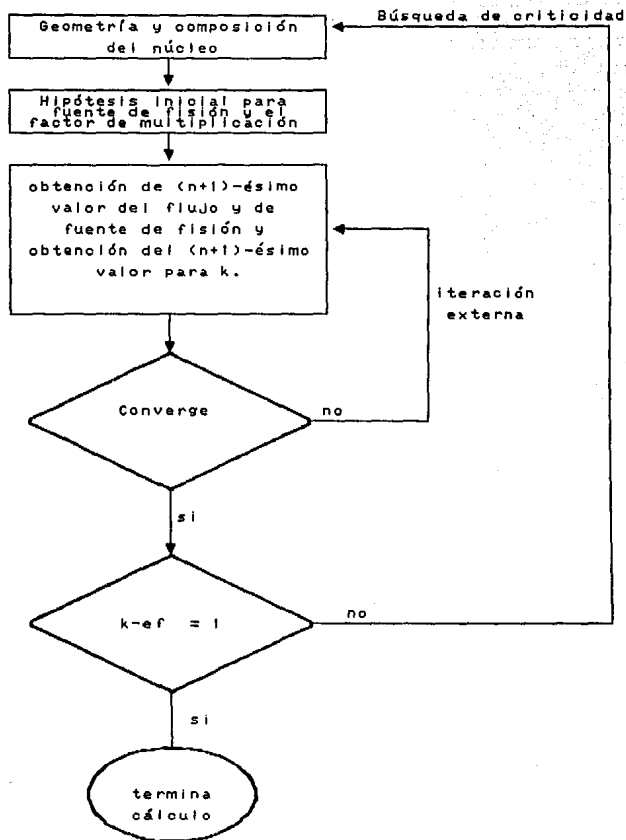 Búsqueda de criticidad
Geometría y composición
del núcleo
Hipótesis inicial para
fuente de fisión y el
factor de multiplicación
obtención de (n+1)-ésimo
valor del flujo y de
fuente de fisión y
obtención del (n+1)-ésimo
valor para k.
iteración
externa
Converge
no
si
k-ef = 1
no
si
termina
cálculo